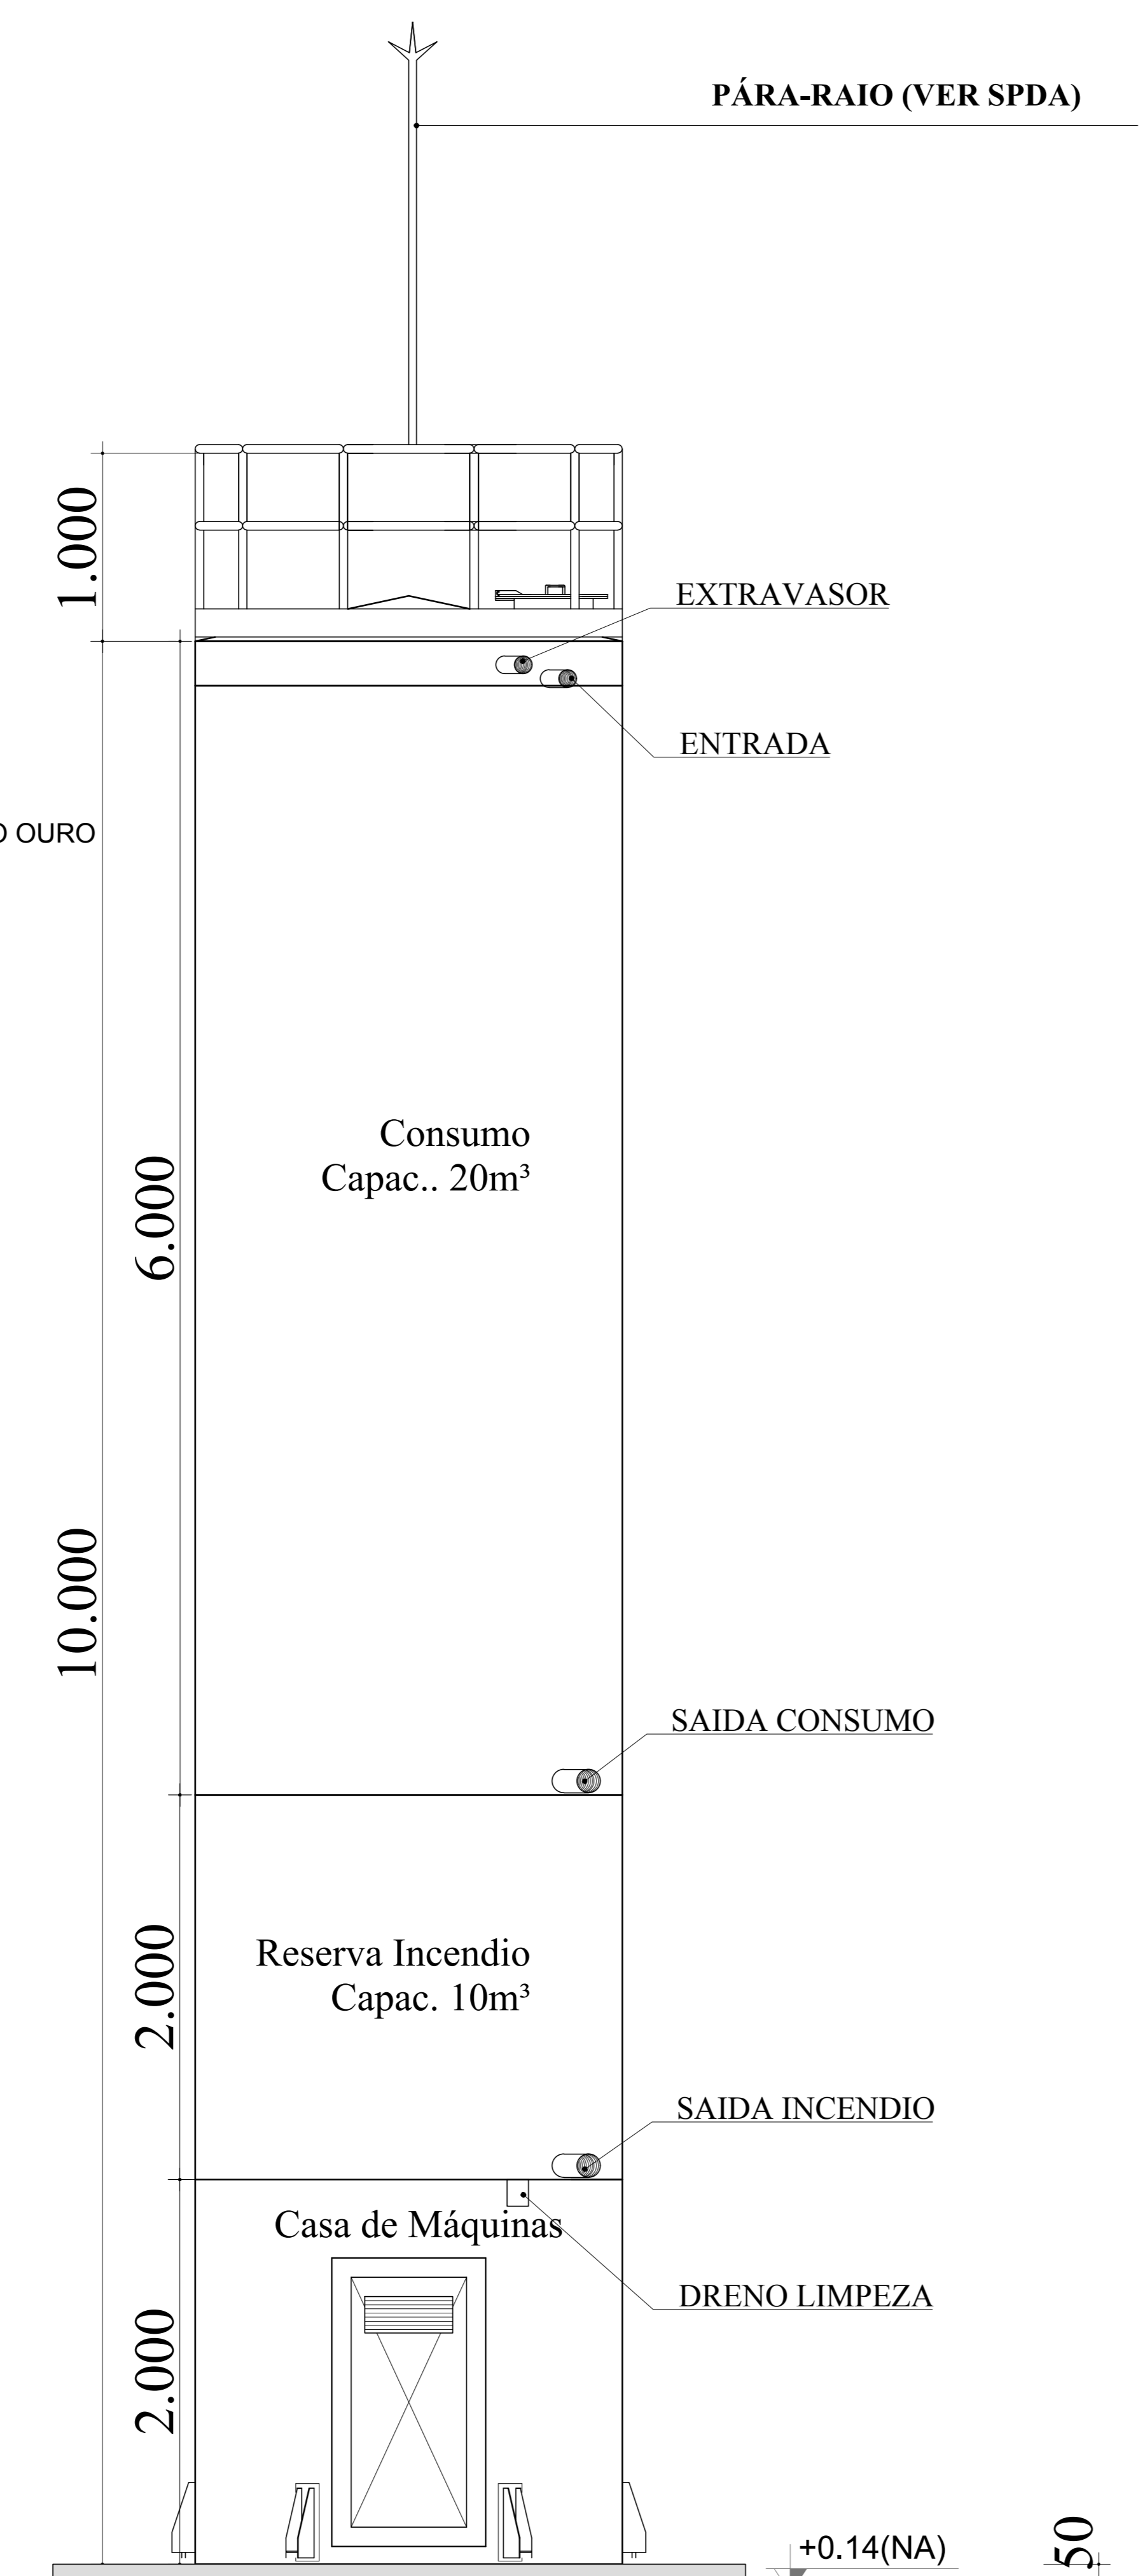 PÁRA-RAIO (VER SPDA)
1.000
EXTRAVASOR
ENTRADA
OURO
Consumo
Capac.. 20m³
6.000
10.000
SAIDA CONSUMO
Reserva Incendio
Capac. 10m³
2.000
SAIDA INCENDIO
Casa de Máquinas
DRENO LIMPEZA
2.000
+0.14(NA)
50